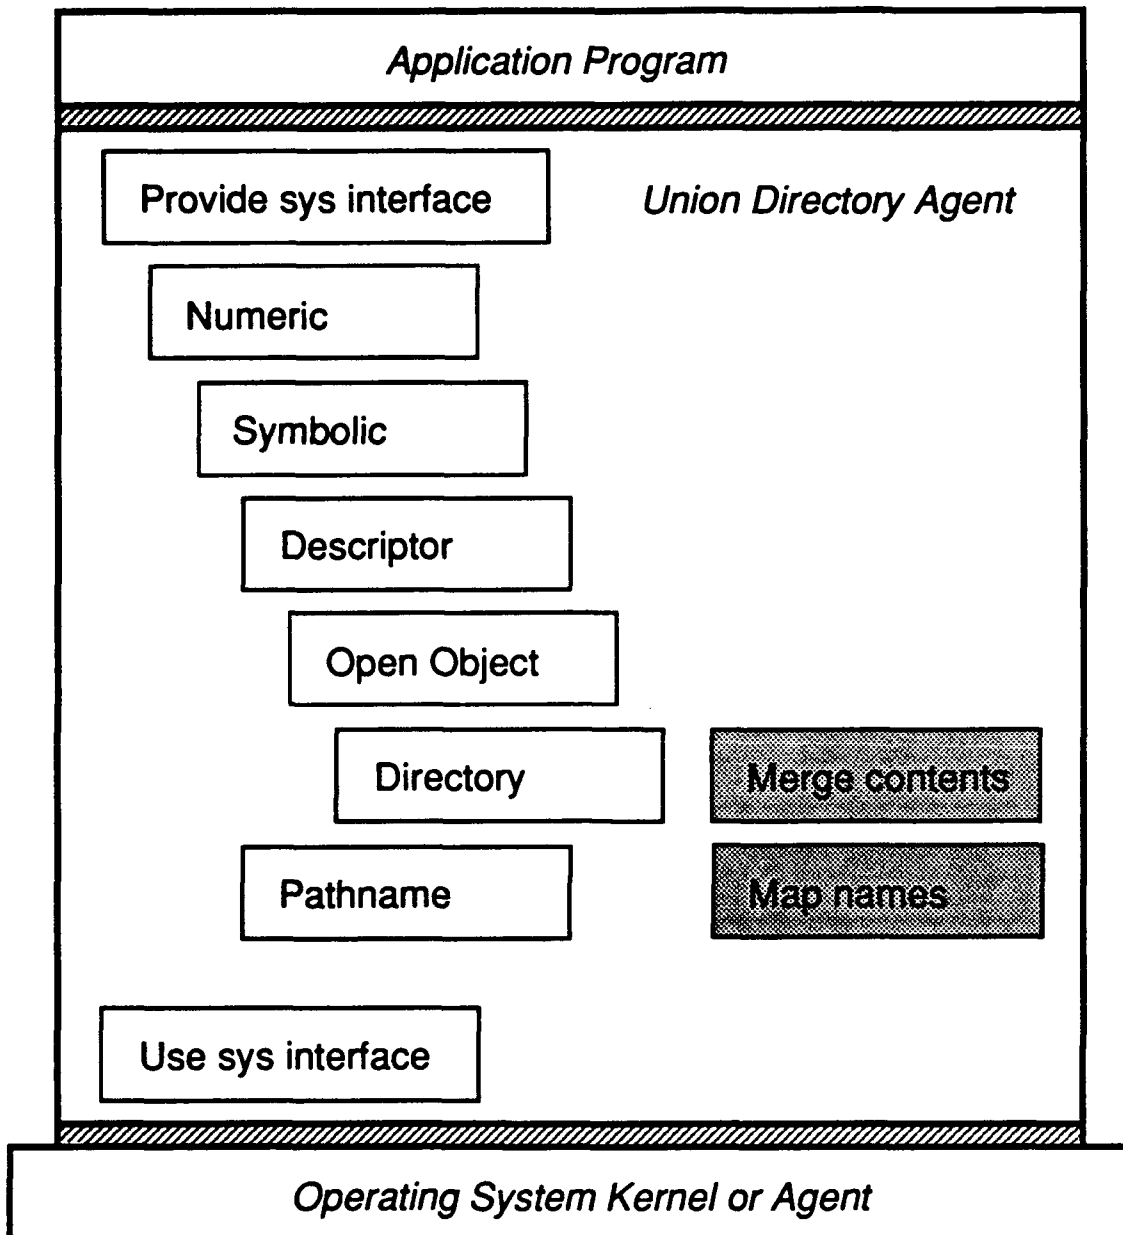 Application Program
Provide sys interface
Union Directory Agent
Numeric
Symbolic
Descriptor
Open Object
Directory
Merge contents
Pathname
Map names
Use sys interface
Operating System Kernel or Agent